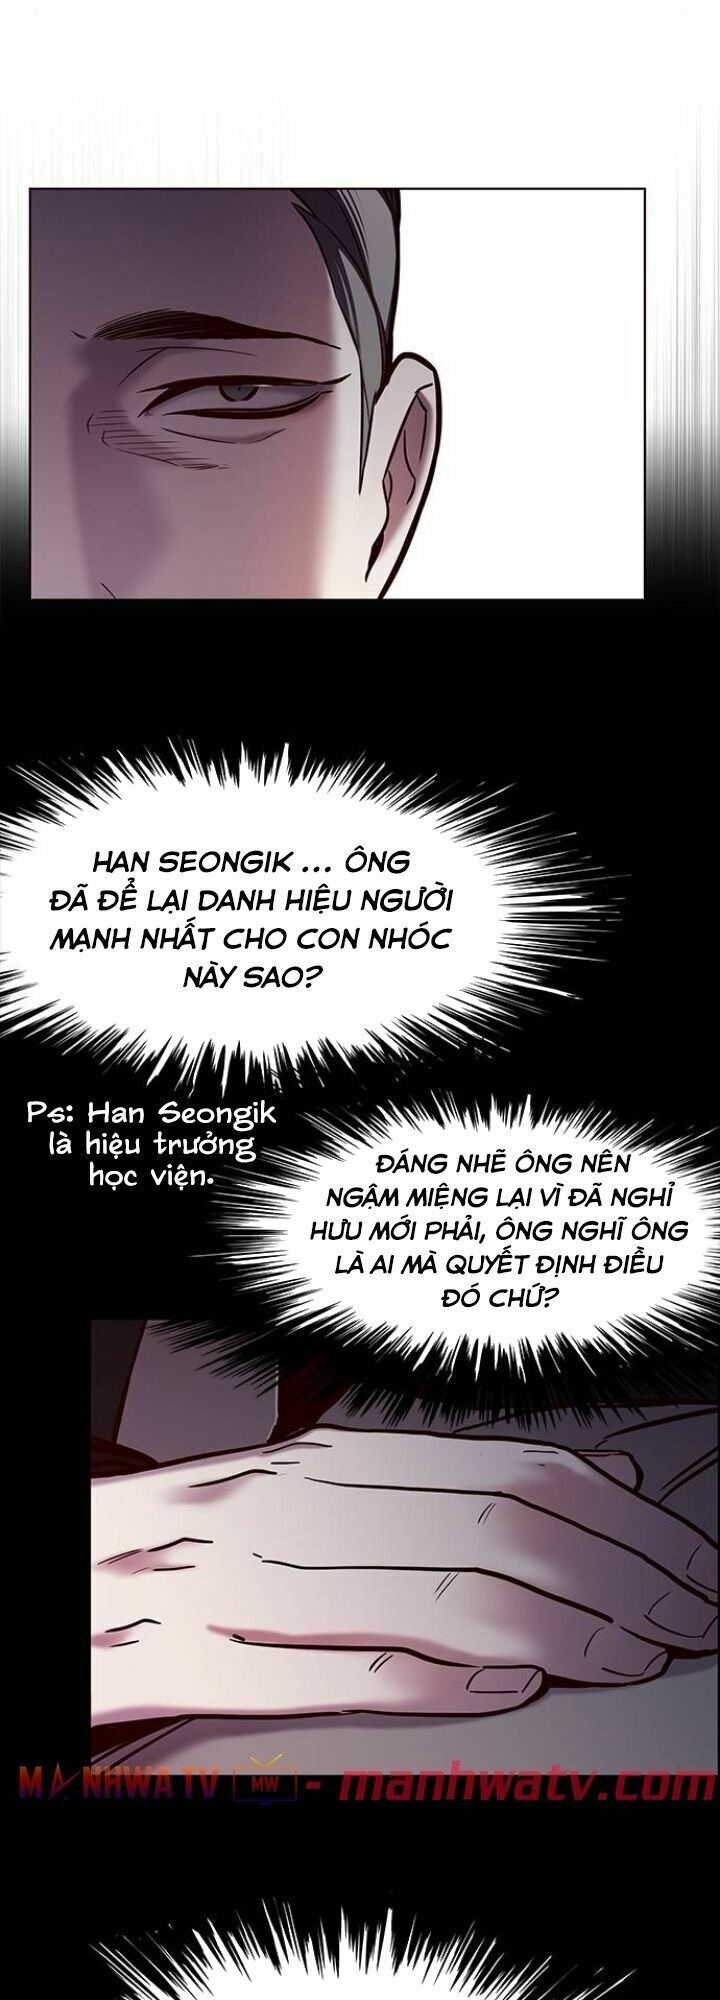 HAN SEONGIK ... ÔNG
ĐÃ ĐỂ LẠI DANH HIỆU NGƯỜI
MẠNH NHẤT CHO CON NHÓC
NÀY SAO?
Ps: Han Seongik
là hiệu trưởng
học viện.
ĐÁNG NHẼ ÔNG NÊN
NGẬM MIỆNG LẠI VÌ ĐÃ NGHỈ
HƯU MỚI PHẢI, ÔNG NGHĨ ÔNG
LÀ AI MÀ QUYẾT ĐỊNH ĐIỀU
ĐÓ CHỨ?
MANHWATV MW - manhwatv.com